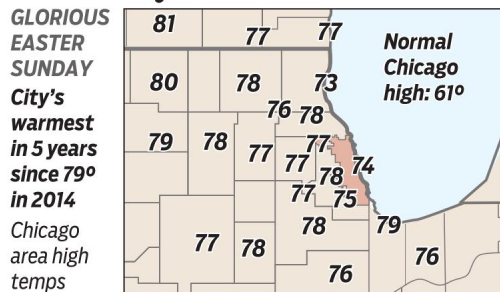 GLORIOUS
EASTER
SUNDAY
City's
warmest
in 5 years
since 79º
in 2014
Chicago
area high
temps
Normal
Chicago
high: 61º
81
77
77
80
78
73
76
78
79
78
77
77
77
74
78
77
75
78
79
77
78
76
76